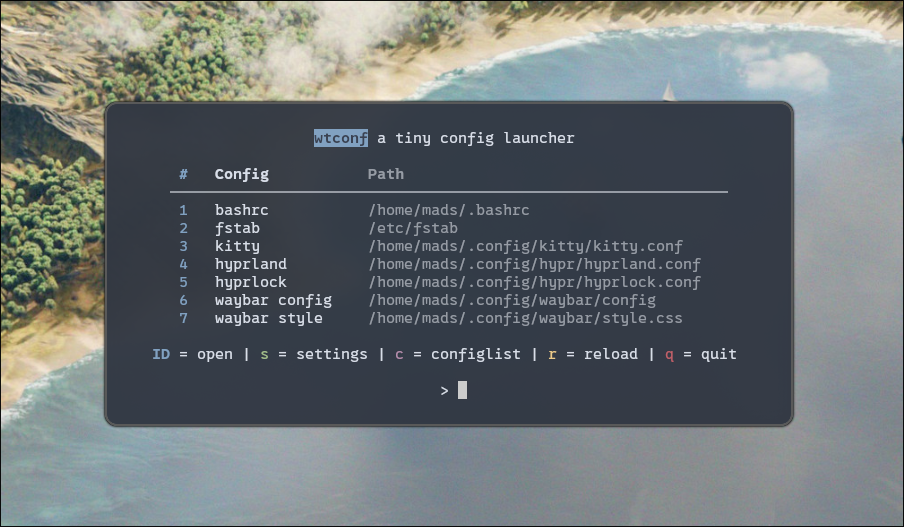 wtconf a tiny config launcher
# Config Path
1 bashrc /home/mads/.bashrc
2 fstab /etc/fstab
3 kitty /home/mads/.config/kitty/kitty.conf
4 hyprland /home/mads/.config/hypr/hyprland.conf
5 hyprlock /home/mads/.config/hypr/hyprlock.conf
6 waybar config /home/mads/.config/waybar/config
7 waybar style /home/mads/.config/waybar/style.css
ID = open | s = settings | c = configlist | r = reload | q = quit
>